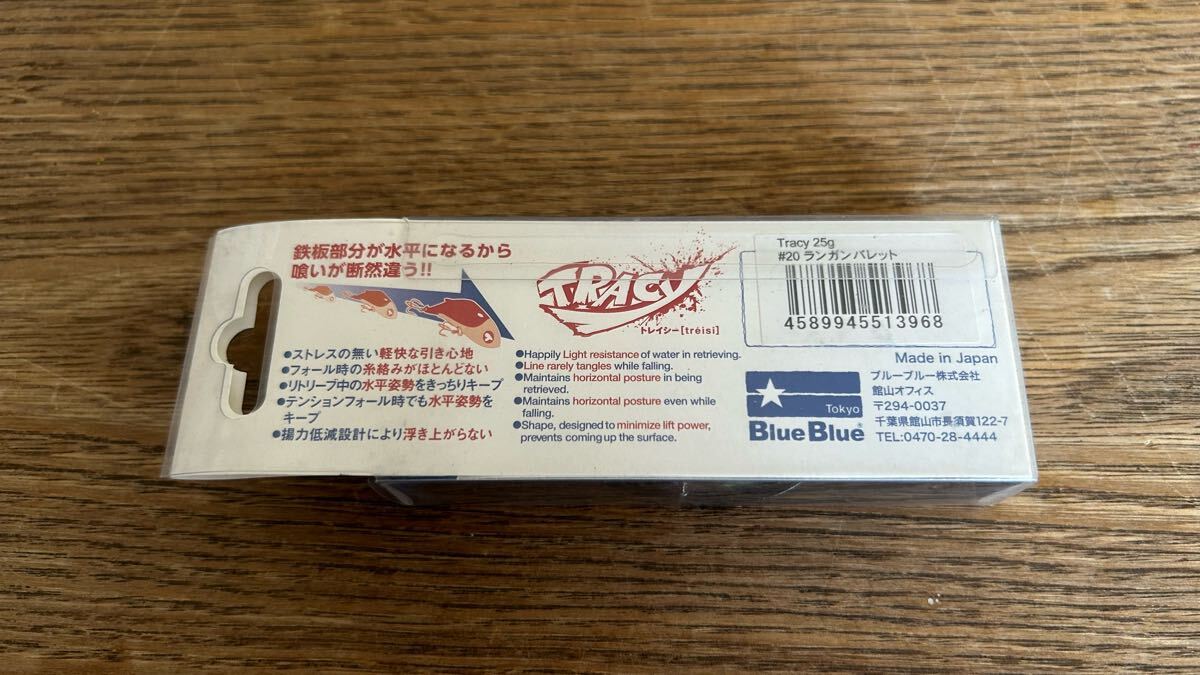 鉄板部分が水平になるから
喰いが断然違う!!
●ストレスの無い軽快な引き心地
●フォール時の糸絡みがほとんどない
●リトリーブ中の水平姿勢をきっちりキープ
●テンションフォール時でも水平姿勢を
キープ
●揚力低減設計により浮き上がらない
TRACY
トレイシー[tréisi]
●Happily Light resistance of water in retrieving.
●Line rarely tangles while falling.
●Maintains horizontal posture in being
retrieved.
●Maintains horizontal posture even while
falling.
●Shape, designed to minimize lift power,
prevents coming up the surface.
Tracy 25g
#20 ランガンバレット
4589945513968
Made in Japan
Tokyo
BlueBlue®
ブルーブルー株式会社
館山オフィス
〒294-0037
千葉県館山市長須賀122-7
TEL:0470-28-4444